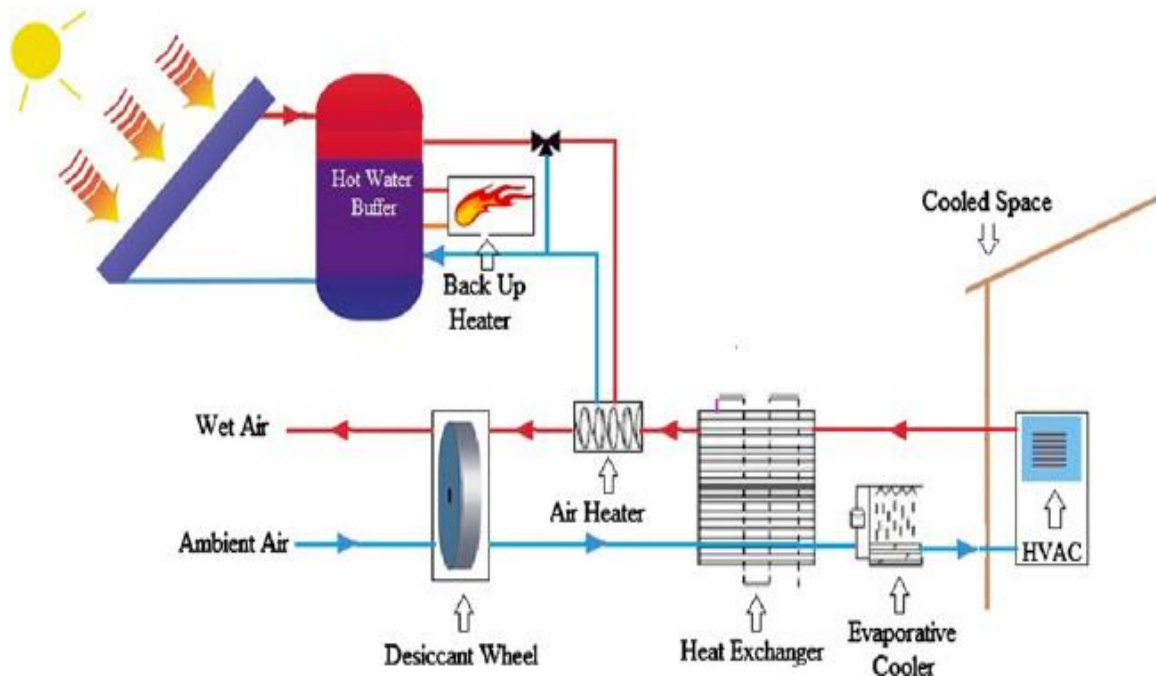 Hot Water
Buffer
Cooled Space
Back Up
Heater
Wet Air
Air Heater
Ambient Air
HVAC
Desiccant Wheel
Heat Exchanger
Evaporative
Cooler